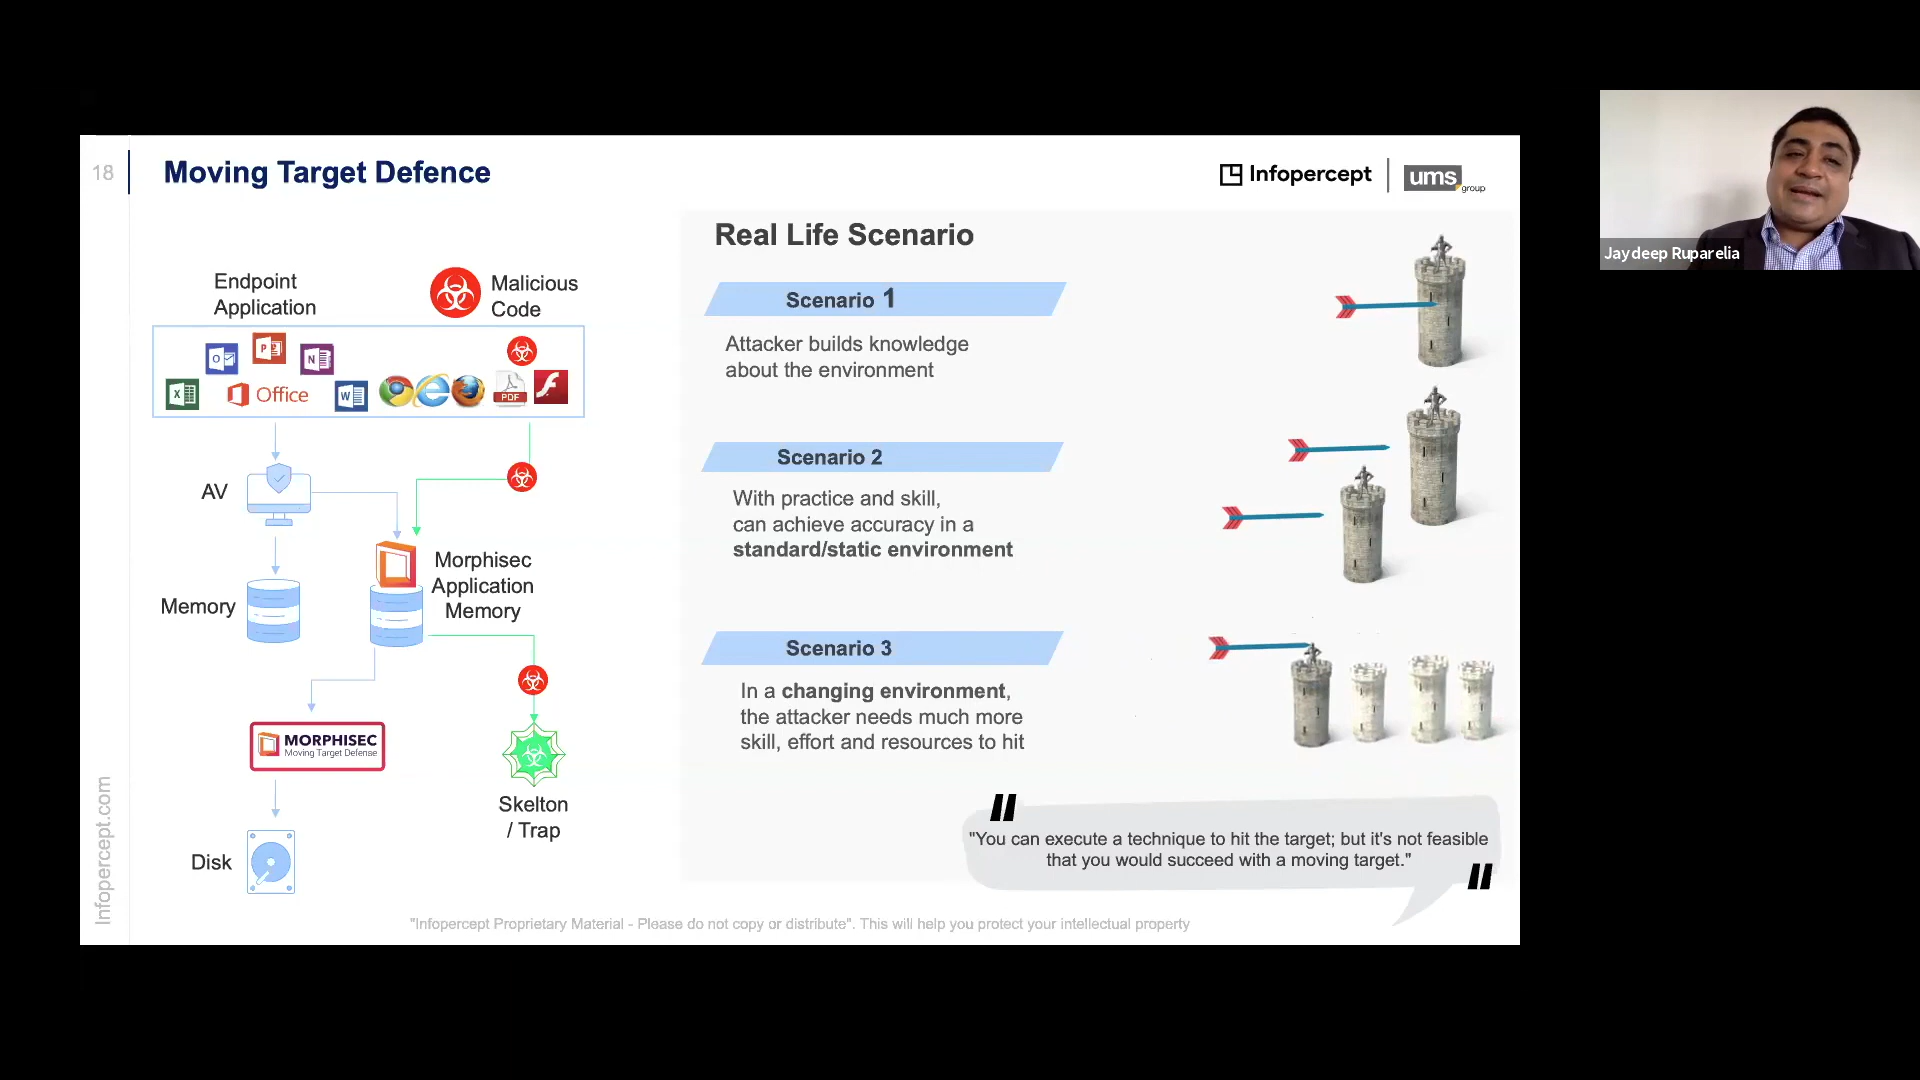 18
Moving Target Defence
Infopercept
ums
group
Jaydeep Ruparelia
Endpoint
Application
Malicious
Code
Office
PDF
AV
Memory
Morphisec
Application
Memory
MORPHISEC
Moving Target Defense
Skelton
/ Trap
Disk
Infopercept.com
Real Life Scenario
Scenario 1
Attacker builds knowledge
about the environment
Scenario 2
With practice and skill,
can achieve accuracy in a
standard/static environment
Scenario 3
In a changing environment,
the attacker needs much more
skill, effort and resources to hit
"You can execute a technique to hit the target; but it's not feasible
that you would succeed with a moving target."
"Infopercept Proprietary Material - Please do not copy or distribute". This will help you protect your intellectual property